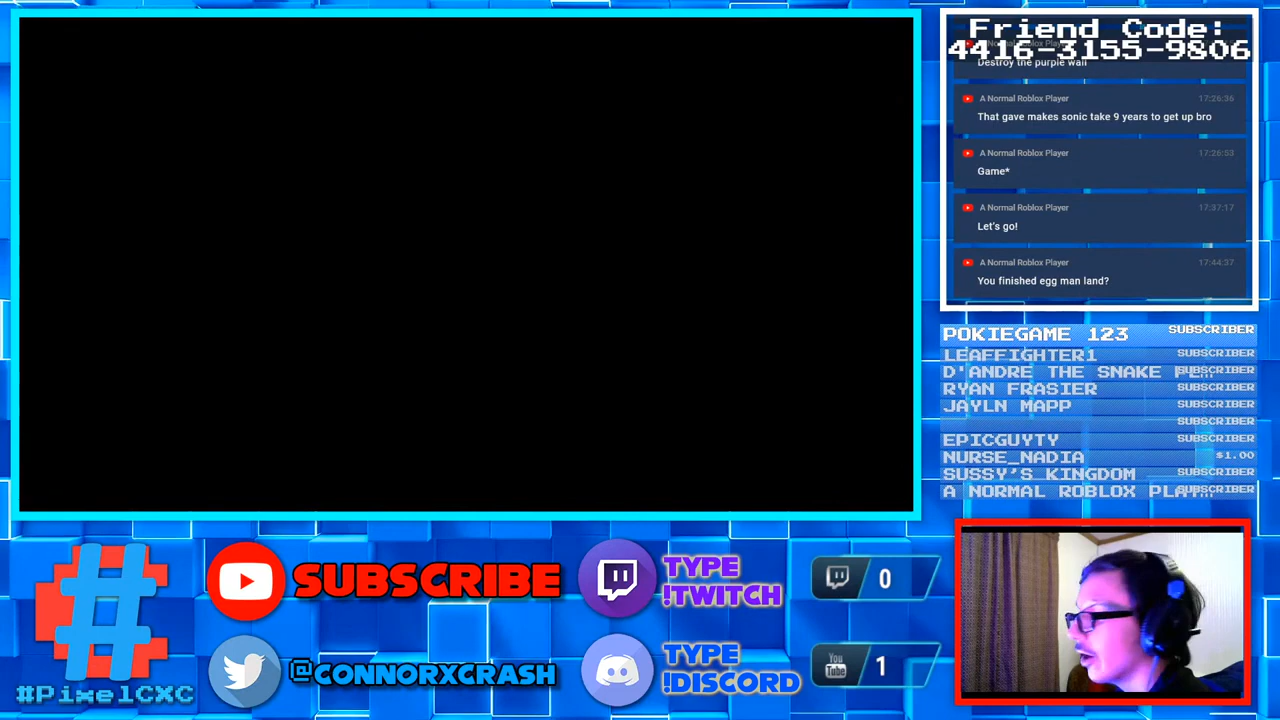 Friend Code:
4416-3155-9806
Destroy the purple wall
A Normal Roblox Player 17:26:36
That gave makes sonic take 9 years to get up bro
A Normal Roblox Player 17:26:53
Game*
A Normal Roblox Player 17:37:17
Let's go!
A Normal Roblox Player 17:44:37
You finished egg man land?
POKIEGAME 123 SUBSCRIBER
LEAFFIGHTER1 SUBSCRIBER
D'ANDRE THE SNAKE SUBSCRIBER
RYAN FRASIER SUBSCRIBER
JAYLN MAPP SUBSCRIBER
SUBSCRIBER
EPICGUYTY SUBSCRIBER
NURSE_NADIA $1.00
SUSSY'S KINGDOM SUBSCRIBER
A NORMAL ROBLOX SUBSCRIBER
#PixelCXC
SUBSCRIBE
@CONNORXCRASH
TYPE
!TWITCH
TYPE
!DISCORD
0
You
Tube
1